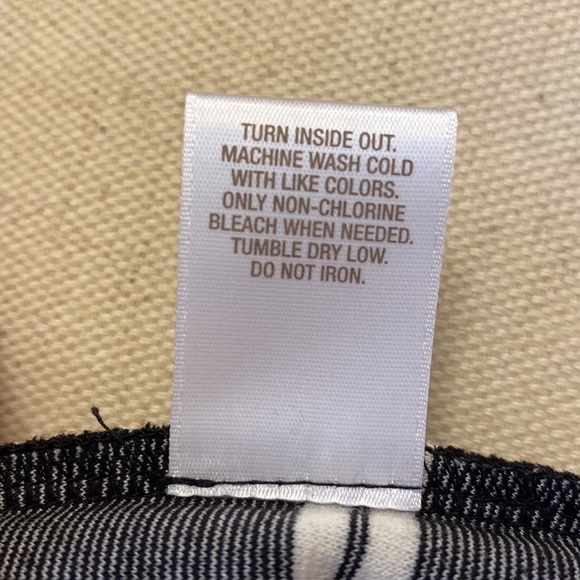 TURN INSIDE OUT.
MACHINE WASH COLD
WITH LIKE COLORS.
ONLY NON-CHLORINE
BLEACH WHEN NEEDED.
TUMBLE DRY LOW.
DO NOT IRON.